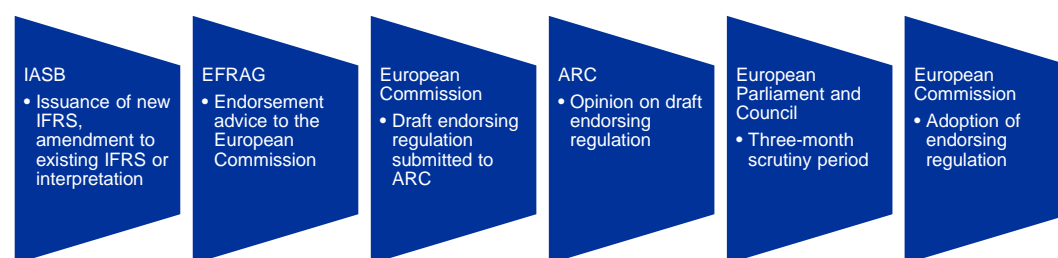 IASB
• Issuance of new
IFRS,
amendment to
existing IFRS or
interpretation
EFRAG
• Endorsement
advice to the
European
Commission
European
Commission
• Draft endorsing
regulation
submitted to
ARC
ARC
• Opinion on draft
endorsing
regulation
European
Parliament and
Council
• Three-month
scrutiny period
European
Commission
• Adoption of
endorsing
regulation